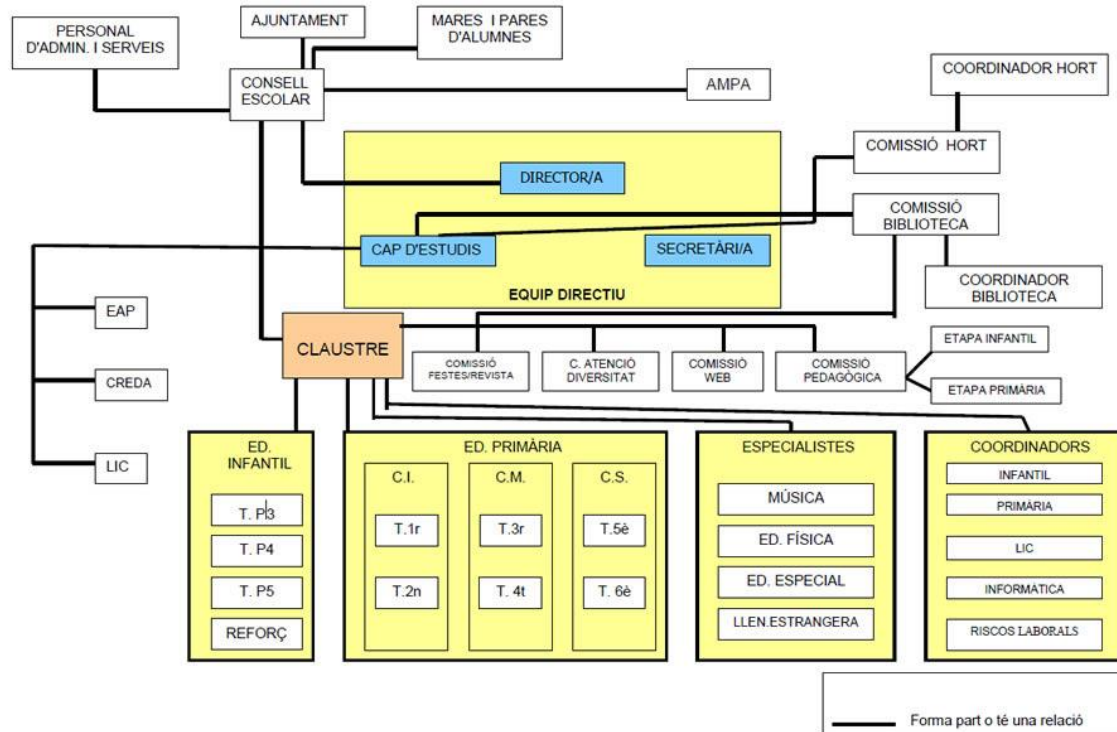 PERSONAL
D'ADMIN. I SERVEIS
AJUNTAMENT
MARES I PARES
D'ALUMNES
CONSELL
ESCOLAR
AMPA
COORDINADOR HORT
COMISSIÓ HORT
DIRECTOR/A
COMISSIÓ
BIBLIOTECA
CAP D'ESTUDIS
SECRETÀRI/A
COORDINADOR
BIBLIOTECA
EQUIP DIRECTIU
EAP
CREDA
LIC
CLAUSTRE
COMISSIÓ
FESTES/REVISTA
C. ATENCIÓ
DIVERSITAT
COMISSIÓ
WEB
COMISSIÓ
PEDAGÒGICA
ETAPA INFANTIL
ETAPA PRIMÀRIA
ED.
INFANTIL
T. P3
T. P4
T. P5
REFORÇ
ED. PRIMÀRIA
C.I.
C.M.
C.S.
T.1r
T.3r
T.5è
T.2n
T. 4t
T. 6è
ESPECIALISTES
MÚSICA
ED. FÍSICA
ED. ESPECIAL
LLEN.ESTRANGERA
COORDINADORS
INFANTIL
PRIMÀRIA
LIC
INFORMÀTICA
RISCOS LABORALS
Forma part o té una relació